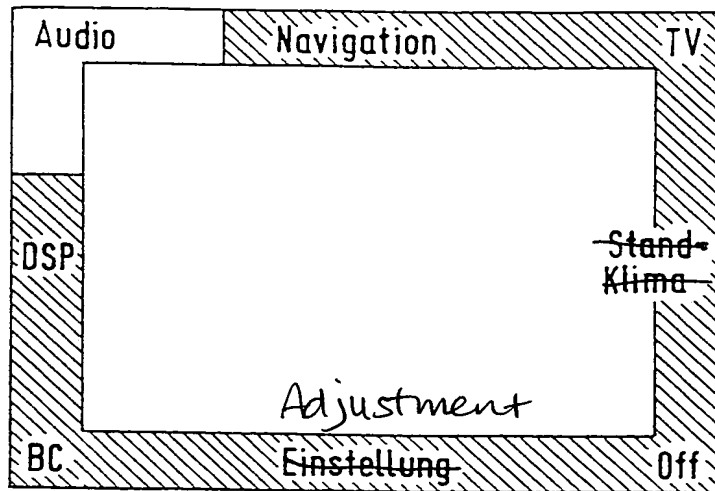 Audio Navigation TV
DSP
Stand-
Klima
Adjustment
BC Einstellung Off